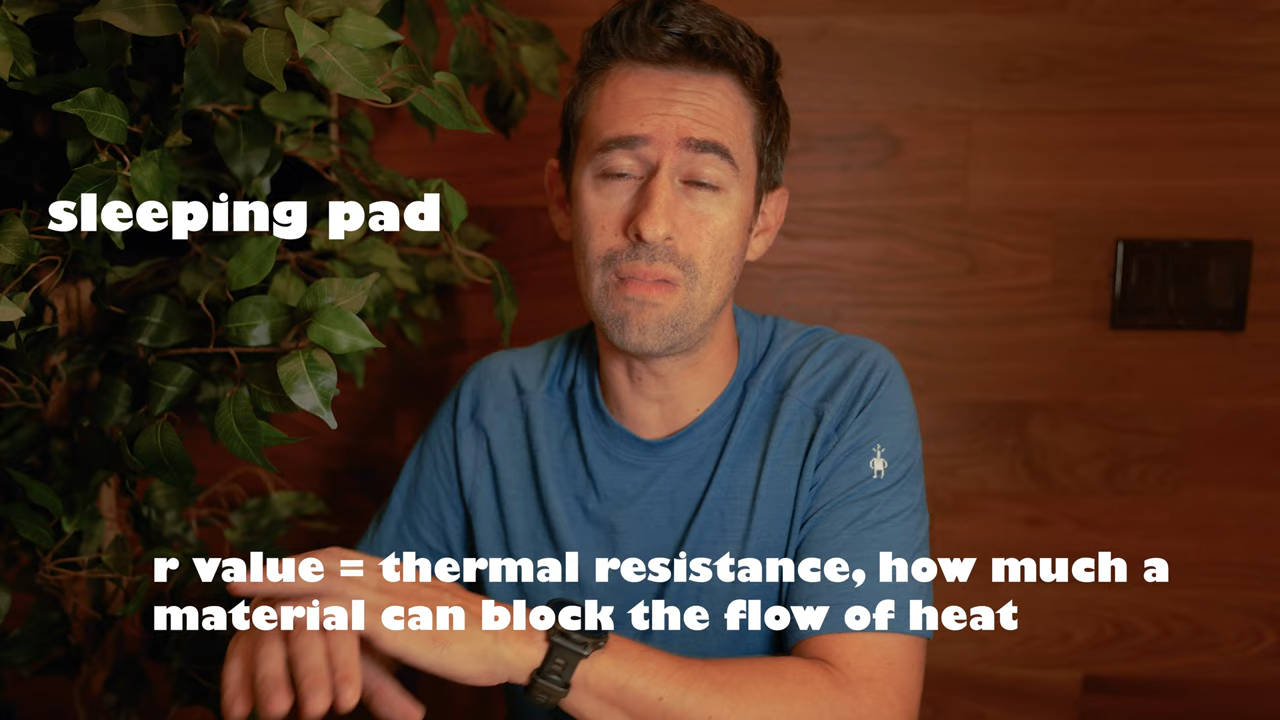 sleeping pad
r value = thermal resistance, how much a
material can block the flow of heat